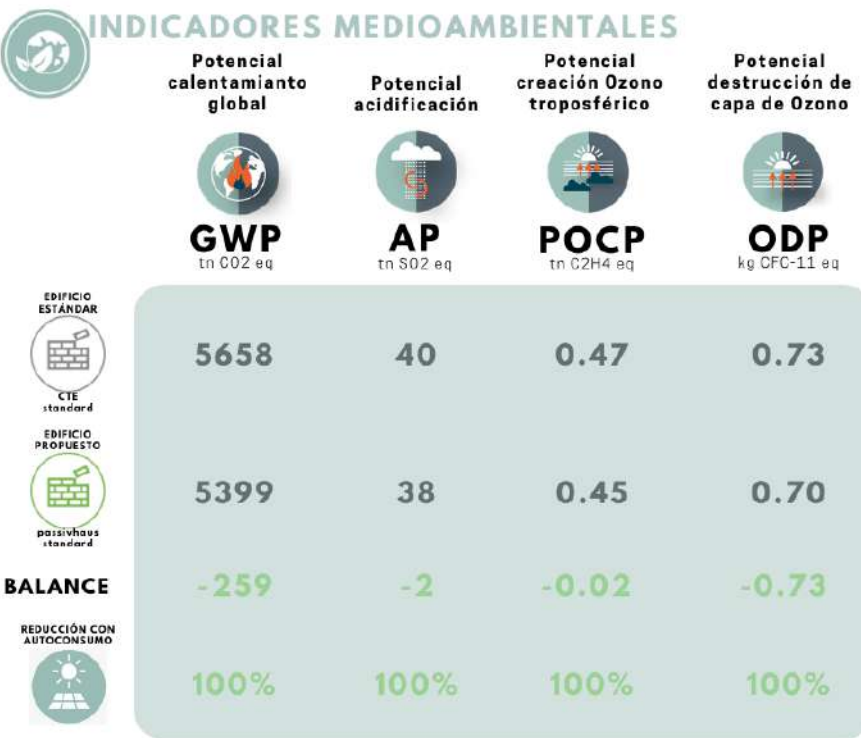 INDICADORES MEDIOAMBIENTALES
Potencial
calentamianto
global
Potencial
acidificación
Potencial
creación Ozono
troposférico
Potencial
destrucción de
capa de Ozono
GWP
tn CO2 eq
AP
tn SO2 eq
POCP
tn C2H4 eq
ODP
kg CFC-11 eq
EDIFICIO
ESTÁNDAR
CTE
standard
5658 40 0.47 0.73
EDIFICIO
PROPUESTO
passivhaus
standard
5399 38 0.45 0.70
BALANCE -259 -2 -0.02 -0.73
REDUCCIÓN CON
AUTOCONSUMO
100% 100% 100% 100%